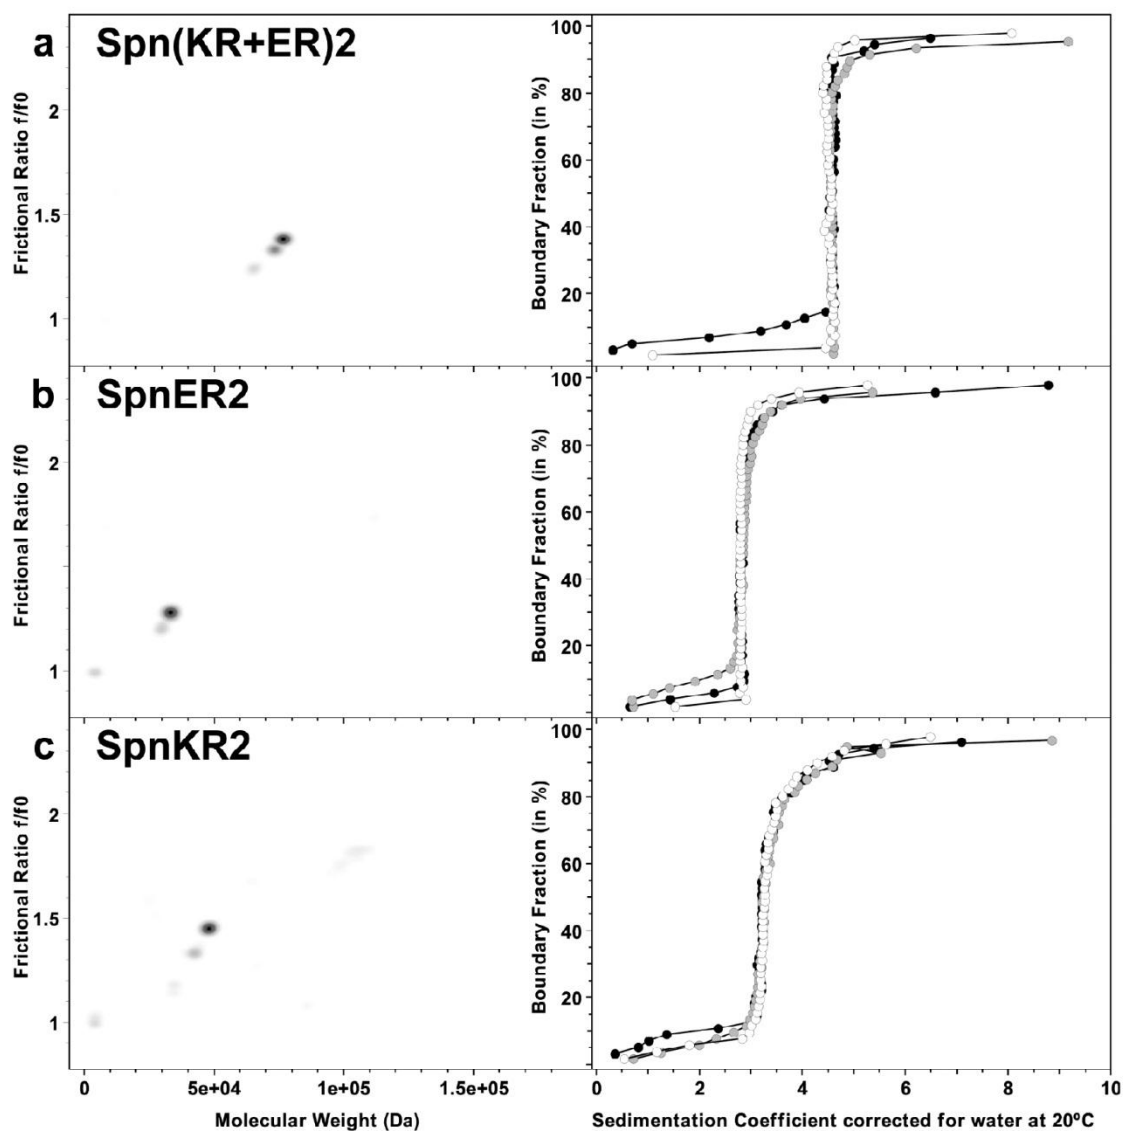 a Spn(KR+ER)2
Frictional Ratio f/f0
2
1.5
1
Boundary Fraction (in %)
100
80
60
40
20
b SpnER2
Frictional Ratio f/f0
2
1
Boundary Fraction (in %)
100
80
60
40
20
c SpnKR2
Frictional Ratio f/f0
2
1.5
1
Boundary Fraction (in %)
100
80
60
40
20
0 5e+04 1e+05 1.5e+05
Molecular Weight (Da)
0 2 4 6 8 10
Sedimentation Coefficient corrected for water at 20ºC